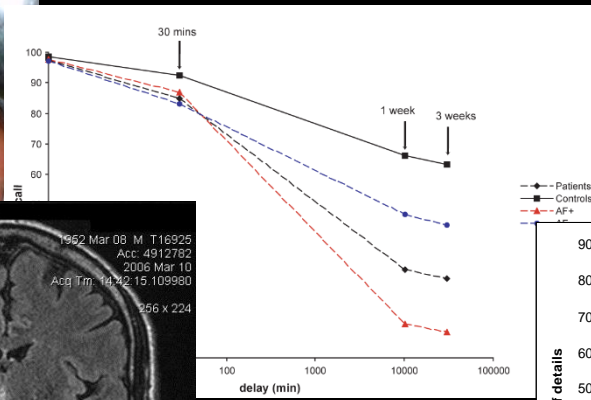 30 mins
100
90
80
70
60
1 week
3 weeks
Patients
Controls
AF+
1952 Mar 08 M T16925
Acc: 4912782
2006 Mar 10
Acq Tm: 14:42:15.109980
256 x 224
100
1000
10000
100000
delay (min)
90
80
70
60
50
details